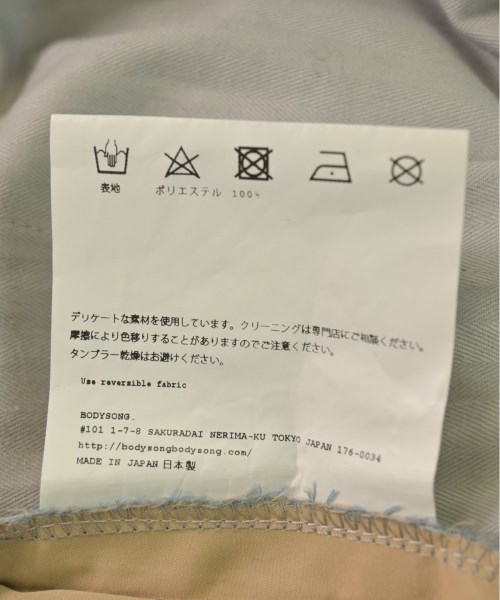 表地 ポリエステル 100%
デリケートな素材を使用しています。クリーニングは専門店にご相談ください。
摩擦により色移りすることがありますのでご注意ください。
タンブラー乾燥はお避けください。
Use reversible fabric
BODYSONG.
#101 1-7-8 SAKURADAI NERIMA-KU TOKYO JAPAN 176-0034
http://bodysongbodysong.com/
MADE IN JAPAN 日本製